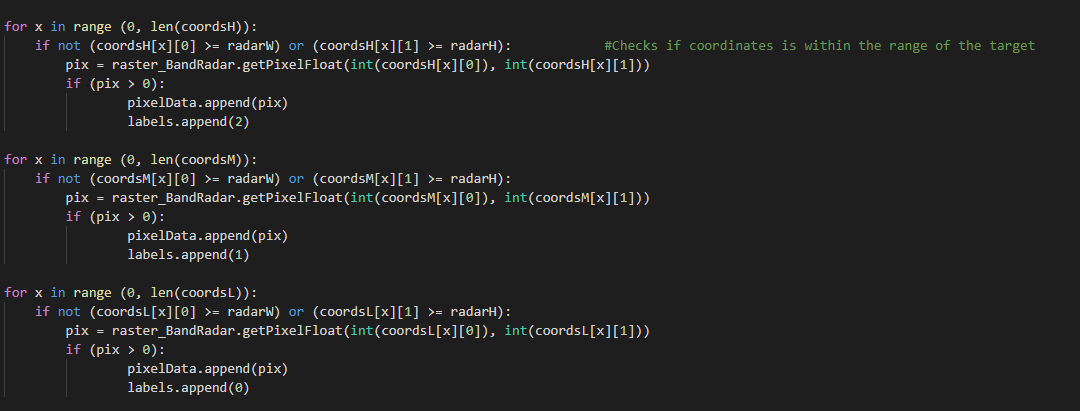 for x in range (0, len(coordsH)):
    if not (coordsH[x][0] >= radarW) or (coordsH[x][1] >= radarH):            #Checks if coordinates is within the range of the target
        pix = raster_BandRadar.getPixelFloat(int(coordsH[x][0]), int(coordsH[x][1]))
        if (pix > 0):
                pixelData.append(pix)
                labels.append(2)

for x in range (0, len(coordsM)):
    if not (coordsM[x][0] >= radarW) or (coordsM[x][1] >= radarH):
        pix = raster_BandRadar.getPixelFloat(int(coordsM[x][0]), int(coordsM[x][1]))
        if (pix > 0):
                pixelData.append(pix)
                labels.append(1)

for x in range (0, len(coordsL)):
    if not (coordsL[x][0] >= radarW) or (coordsL[x][1] >= radarH):
        pix = raster_BandRadar.getPixelFloat(int(coordsL[x][0]), int(coordsL[x][1]))
        if (pix > 0):
                pixelData.append(pix)
                labels.append(0)